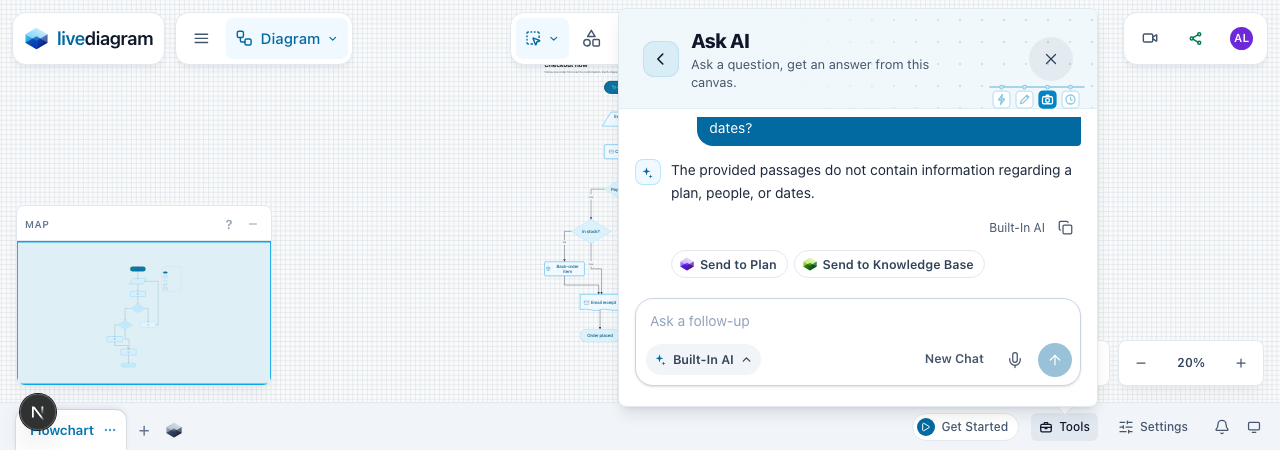 livediagram
Diagram
Ask AI
Ask a question, get an answer from this
canvas.
AL
dates?
The provided passages do not contain information regarding a
plan, people, or dates.
Built-In AI
Send to Plan
Send to Knowledge Base
Ask a follow-up
Built-In AI
New Chat
MAP
?
In stock?
Back-order
item
Email receipt
Order placed
20%
N
Flowchart
Get Started
Tools
Settings